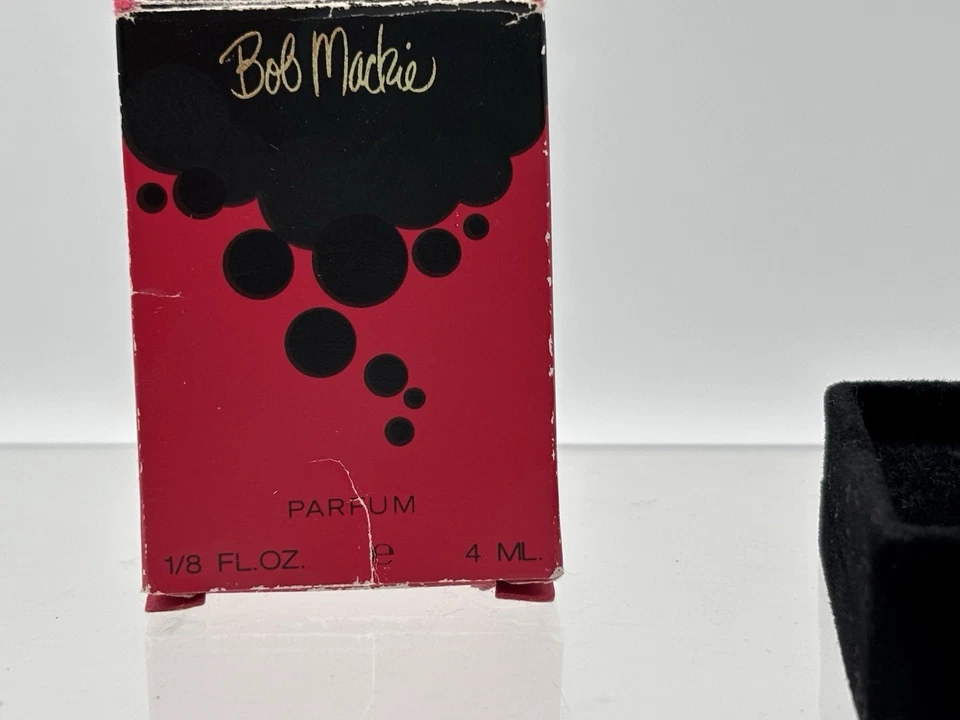 Bob Mackie
PARFUM
1/8 FL.OZ. ℮ 4 ML.